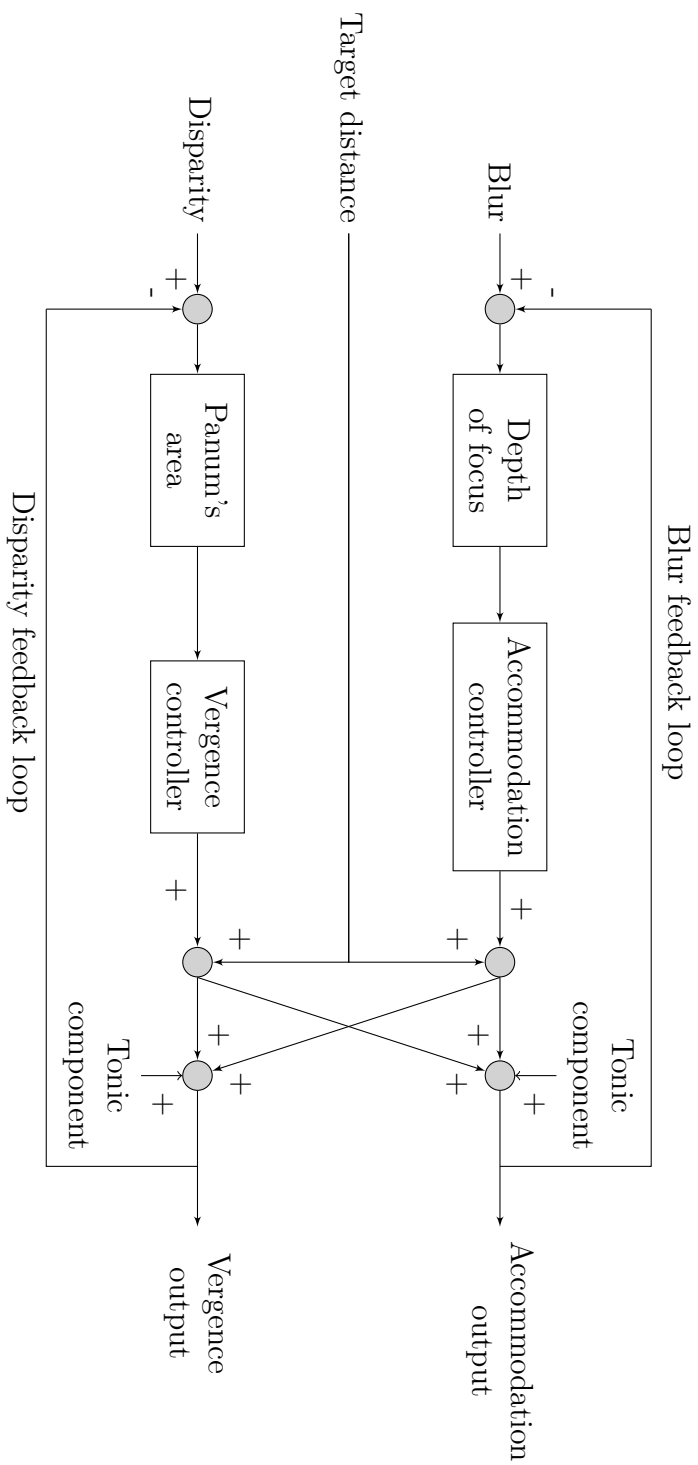 Blur feedback loop
Blur
+
-
Depth
of focus
Accommodation
controller
+
+
+
Tonic
component
+
+
Accommodation
output
Target distance
Disparity
+
-
Panum's
area
Vergence
controller
+
+
+
+
Tonic
component
+
Vergence
output
Disparity feedback loop